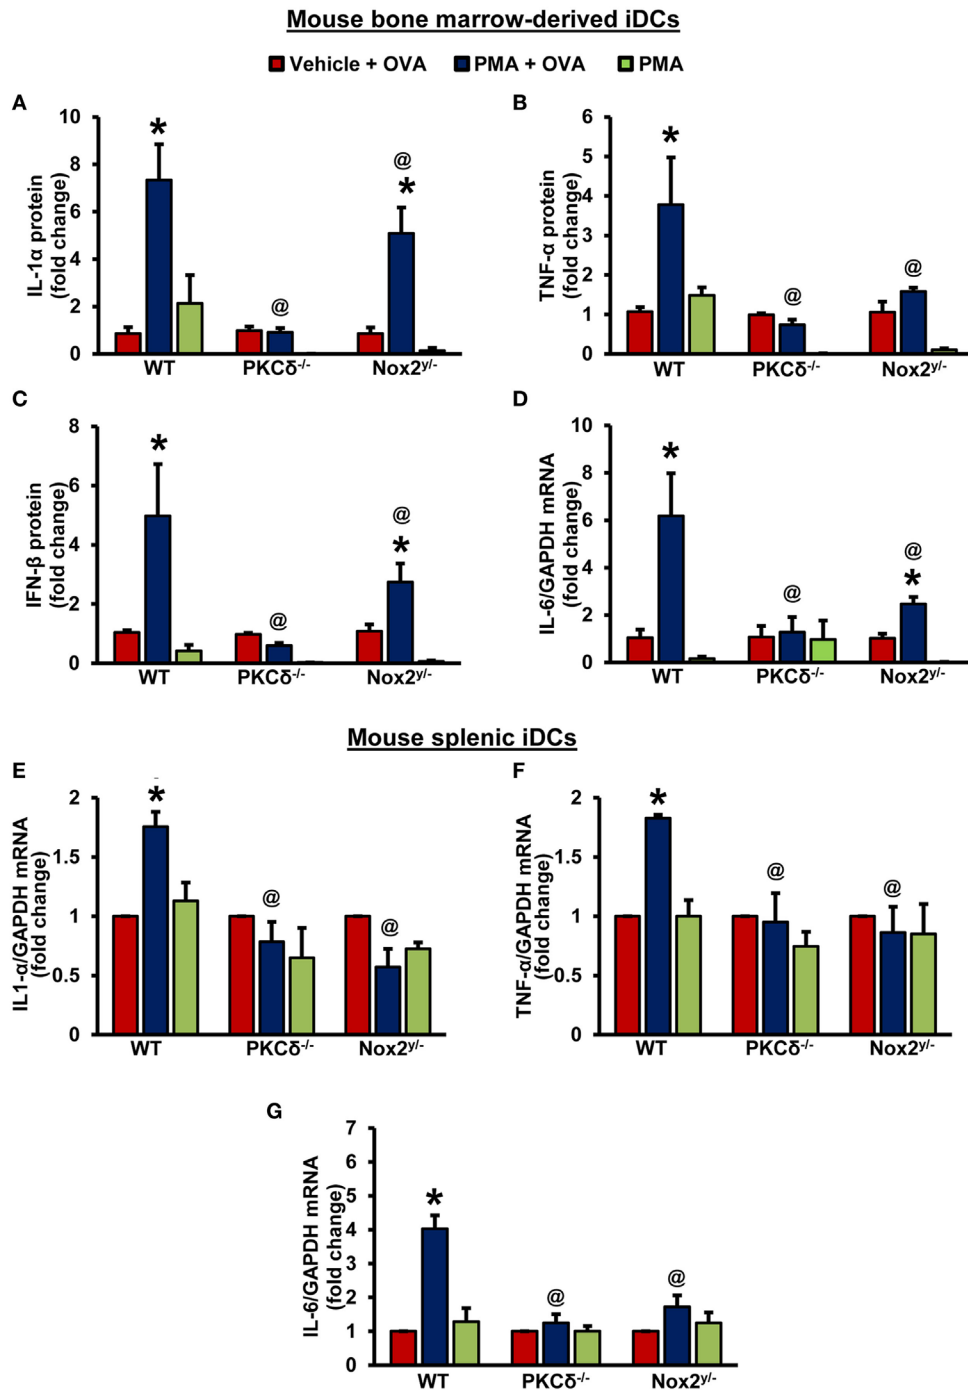 Mouse bone marrow-derived iDCs
Vehicle + OVA PMA + OVA PMA
A
IL-1α protein
(fold change)
10
8
6
4
2
0
*
@
@
*
WT PKCδ-/- Nox2y/-
B
TNF-α protein
(fold change)
6
5
4
3
2
1
0
*
@
@
WT PKCδ-/- Nox2y/-
C
IFN-β protein
(fold change)
8
6
4
2
0
*
@
@
*
WT PKCδ-/- Nox2y/-
D
IL-6/GAPDH mRNA
(fold change)
10
8
6
4
2
0
*
@
@
*
WT PKCδ-/- Nox2y/-
Mouse splenic iDCs
E
IL1-α/GAPDH mRNA
(fold change)
2
1.5
1
0.5
0
*
@
@
WT PKCδ-/- Nox2y/-
F
TNF-α/GAPDH mRNA
(fold change)
2
1.5
1
0.5
0
*
@
@
WT PKCδ-/- Nox2y/-
G
IL-6/GAPDH mRNA
(fold change)
7
6
5
4
3
2
1
0
*
@
@
WT PKCδ-/- Nox2y/-